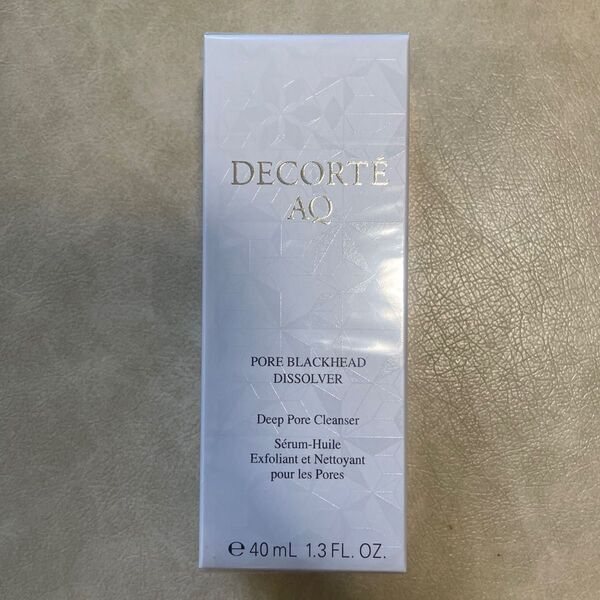 DECORTÉ
AQ
PORE BLACKHEAD
DISSOLVER
Deep Pore Cleanser
Sérum-Huile
Exfoliant et Nettoyant
pour les Pores
℮ 40 mL 1.3 FL. OZ.